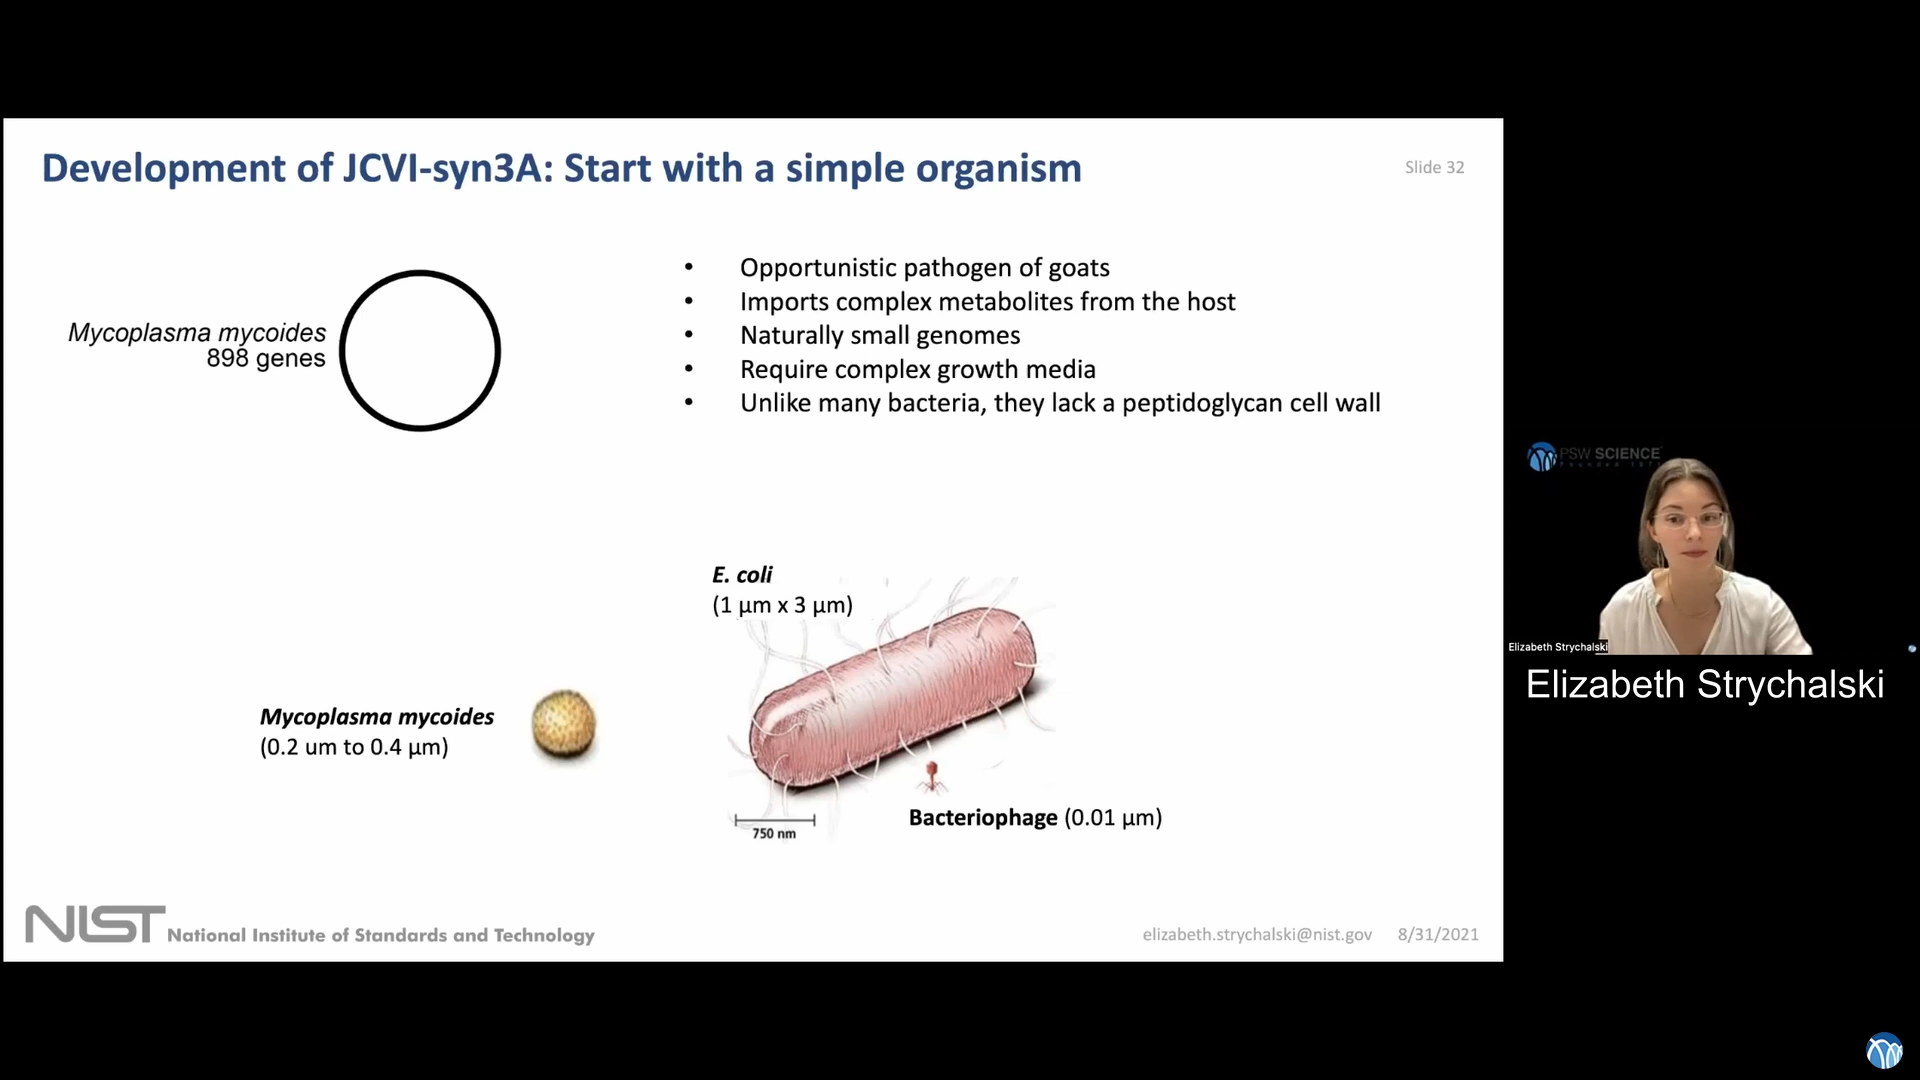 Development of JCVI-syn3A: Start with a simple organism
Slide 32
Mycoplasma mycoides
898 genes
• Opportunistic pathogen of goats
• Imports complex metabolites from the host
• Naturally small genomes
• Require complex growth media
• Unlike many bacteria, they lack a peptidoglycan cell wall
E. coli
(1 µm x 3 µm)
Mycoplasma mycoides
(0.2 um to 0.4 µm)
750 nm
Bacteriophage (0.01 µm)
NIST National Institute of Standards and Technology
elizabeth.strychalski@nist.gov 8/31/2021
PSW SCIENCE
Elizabeth Strychalski
Elizabeth Strychalski